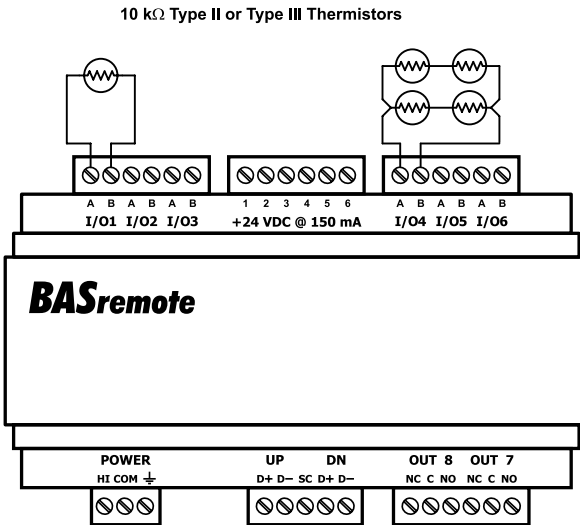 10 kΩ Type II or Type III Thermistors
A B A B A B 1 2 3 4 5 6 A B A B A B
I/O1 I/O2 I/O3 +24 VDC @ 150 mA I/O4 I/O5 I/O6
BASremote
POWER UP DN OUT 8 OUT 7
HI COM ⏚ D+ D− SC D+ D− NC C NO NC C NO